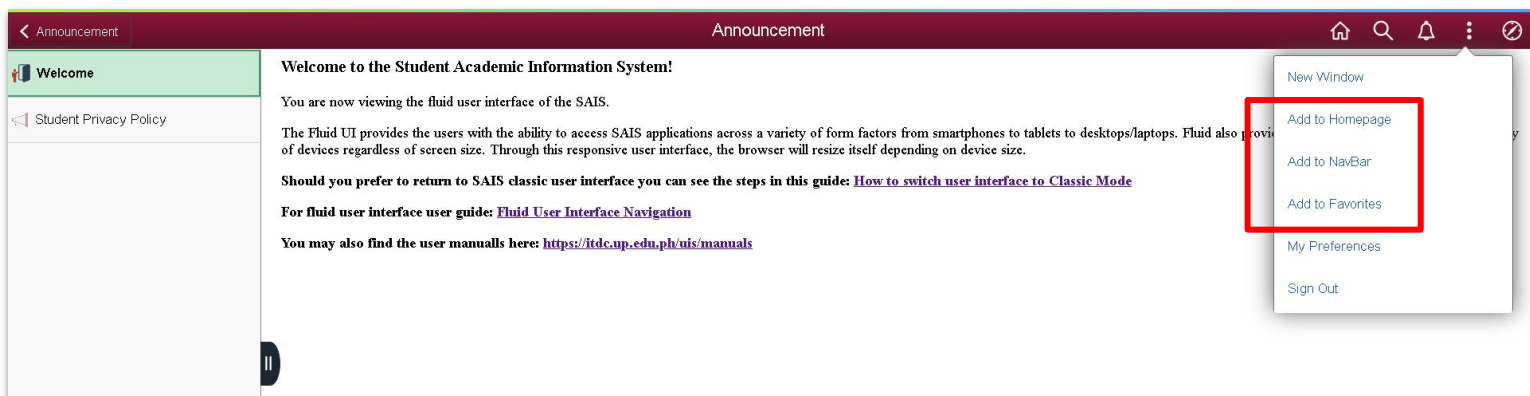 Announcement
Announcement
Welcome
Student Privacy Policy
Welcome to the Student Academic Information System!
You are now viewing the fluid user interface of the SAIS.
The Fluid UI provides the users with the ability to access SAIS applications across a variety of form factors from smartphones to tablets to desktops/laptops. Fluid also
of devices regardless of screen size. Through this responsive user interface, the browser will resize itself depending on device size.
Should you prefer to return to SAIS classic user interface you can see the steps in this guide: How to switch user interface to Classic Mode
For fluid user interface user guide: Fluid User Interface Navigation
You may also find the user manualls here: https://itdc.up.edu.ph/uis/manuals
New Window
Add to Homepage
Add to NavBar
Add to Favorites
My Preferences
Sign Out